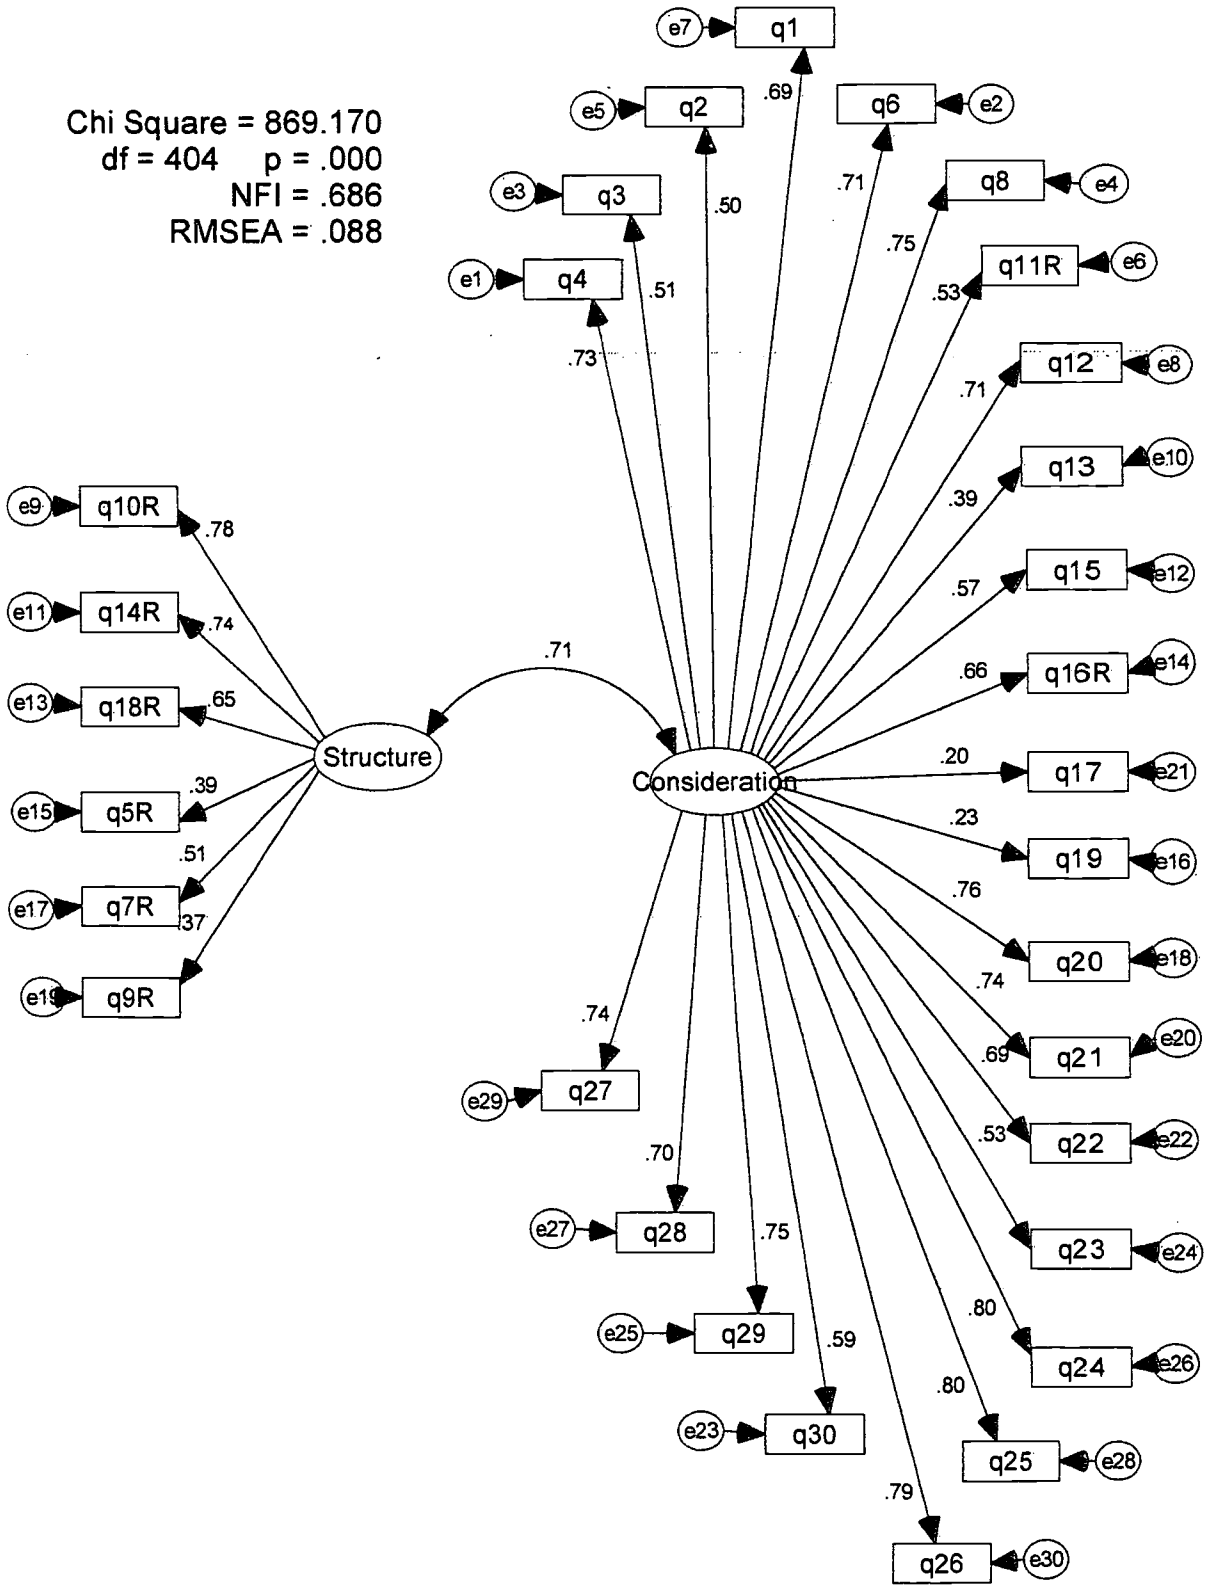 e7 q1
Chi Square = 869.170
df = 404 p = .000
NFI = .686
RMSEA = .088
e5 q2
.69
q6 e2
e3 q3
.50
.71
q8 e4
e1 q4
.51
.75
q11R e6
.73
.53
q12 e8
.71
q13 e10
.39
e9 q10R
.78
q15 e12
.57
e11 q14R
.74
.71
q16R e14
.66
e13 q18R
.65
Structure
Consideration
.20
q17 e21
.39
e15 q5R
.23
q19 e16
.51
e17 q7R
.37
.76
q20 e18
e19 q9R
.74
.74
q21 e20
.69
q27
e29
.53
q22 e22
.70
e27 q28
.75
q23 e24
.80
e25 q29
.59
q24 e26
.80
e23 q30
q25 e28
.79
q26 e30